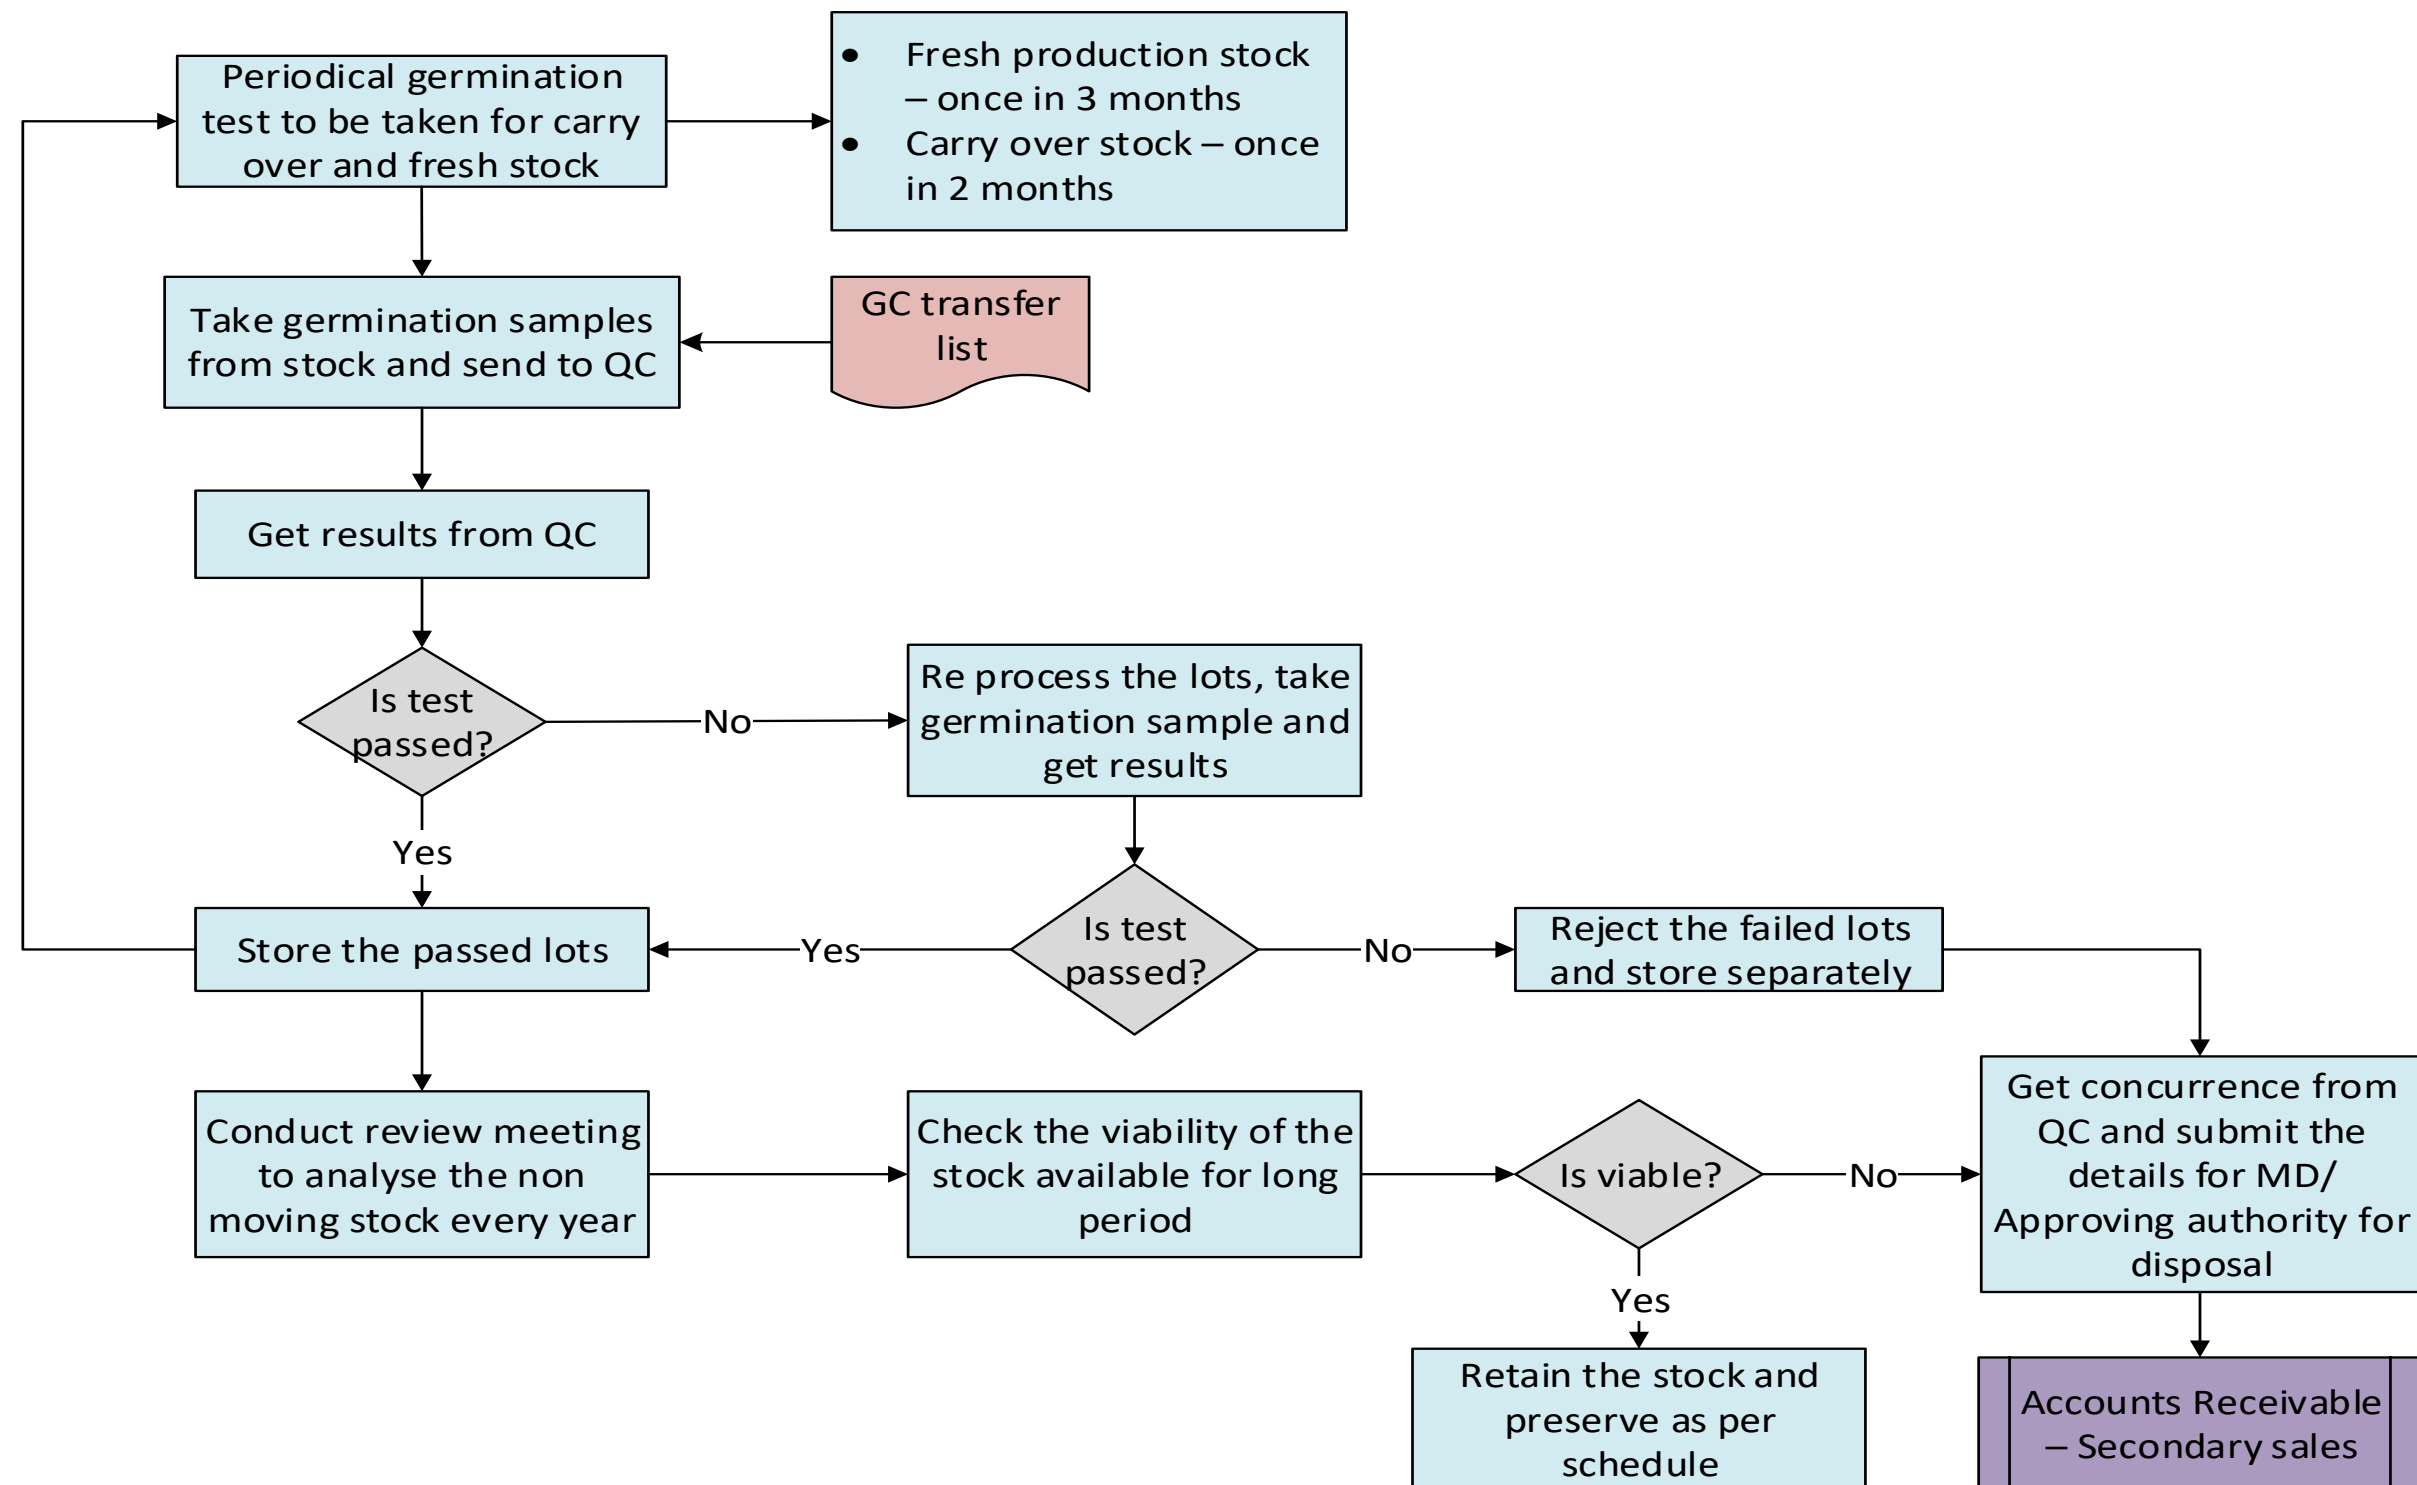 Periodical germination
test to be taken for carry
over and fresh stock
• Fresh production stock
– once in 3 months
• Carry over stock – once
in 2 months
Take germination samples
from stock and send to QC
GC transfer
list
Get results from QC
Is test
passed?
No
Re process the lots, take
germination sample and
get results
Yes
Store the passed lots
Yes
Is test
passed?
No
Reject the failed lots
and store separately
Conduct review meeting
to analyse the non
moving stock every year
Check the viability of the
stock available for long
period
Is viable?
No
Get concurrence from
QC and submit the
details for MD/
Approving authority for
disposal
Yes
Retain the stock and
preserve as per
schedule
Accounts Receivable
– Secondary sales